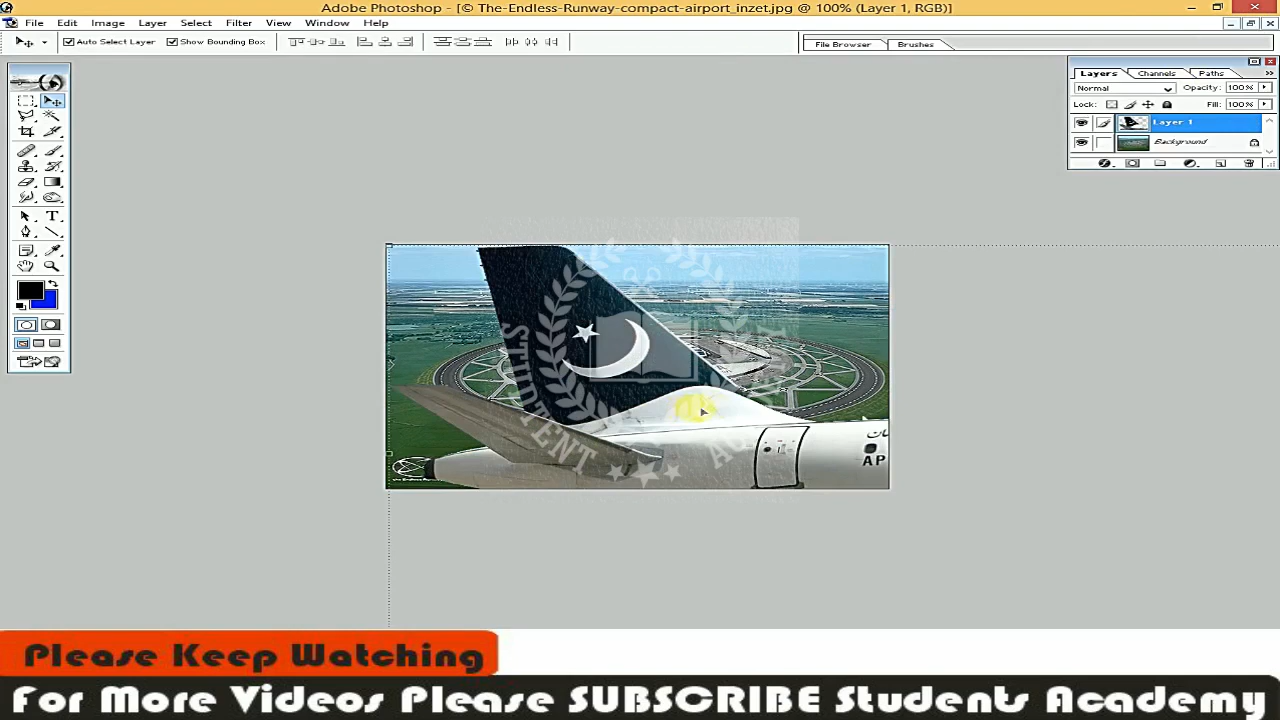 Adobe Photoshop - [© The-Endless-Runway-compact-airport_inzet.jpg @ 100% (Layer 1, RGB)]
File Edit Image Layer Select Filter View Window Help
Auto Select Layer Show Bounding Box
File Browser Brushes
Layers Channels Paths
Normal Opacity: 100%
Lock: Fill: 100%
Layer 1
Background
STUDENT
AP
Please Keep Watching
For More Videos Please SUBSCRIBE Students Academy